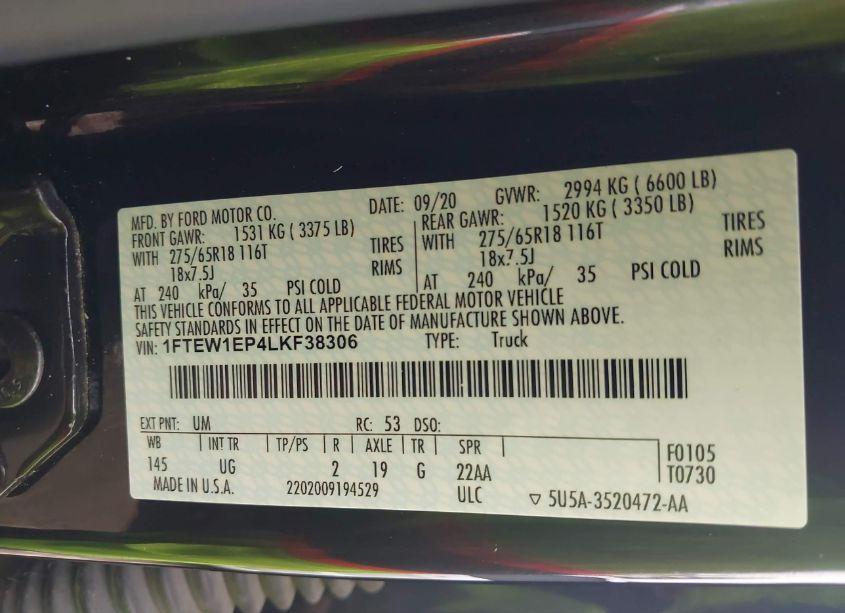 MFD. BY FORD MOTOR CO. DATE: 09/20 GVWR: 2994 KG ( 6600 LB)
FRONT GAWR: 1531 KG ( 3375 LB) REAR GAWR: 1520 KG ( 3350 LB)
WITH 275/65R18 116T TIRES WITH 275/65R18 116T TIRES
18x7.5J RIMS 18x7.5J RIMS
AT 240 kPa/ 35 PSI COLD AT 240 kPa/ 35 PSI COLD
THIS VEHICLE CONFORMS TO ALL APPLICABLE FEDERAL MOTOR VEHICLE
SAFETY STANDARDS IN EFFECT ON THE DATE OF MANUFACTURE SHOWN ABOVE.
VIN: 1FTEW1EP4LKF38306 TYPE: Truck
EXT PNT: UM RC: 53 DSO:
WB INT TR TP/PS R AXLE TR SPR F0105
145 UG 2 19 G 22AA T0730
MADE IN U.S.A. 2202009194529 ULC ▽ 5U5A-3520472-AA